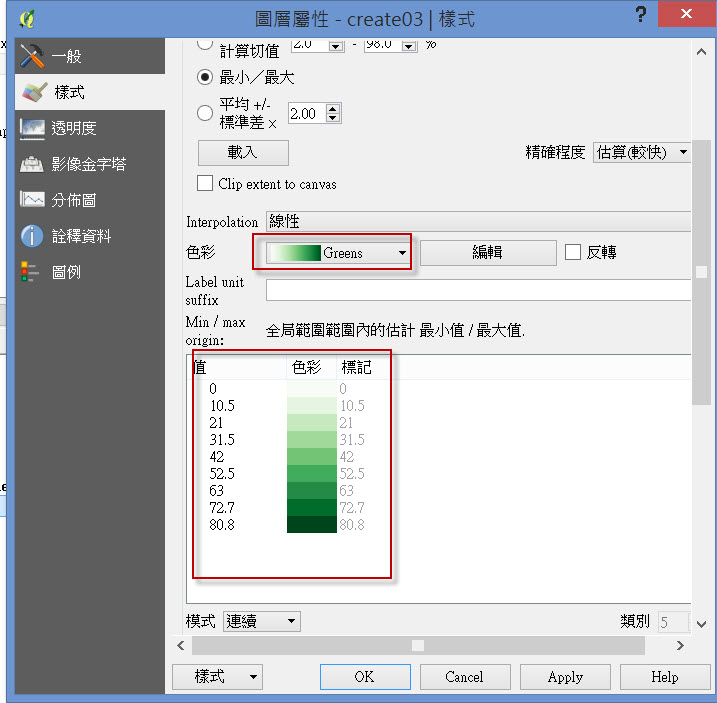 圖層屬性 - create03 | 樣式
?
一般
樣式
透明度
影像金字塔
分佈圖
詮釋資料
圖例
計算切值 2.0 - 98.0 %
最小／最大
平均 +/-
標準差 × 2.00
載入
精確程度 估算(較快)
Clip extent to canvas
Interpolation 線性
色彩 Greens 編輯 反轉
Label unit
suffix
Min / max
origin:
全局範圍範圍內的估計 最小值 / 最大值.
值 色彩 標記
0 0
10.5 10.5
21 21
31.5 31.5
42 42
52.5 52.5
63 63
72.7 72.7
80.8 80.8
模式 連續 類別 5
樣式 OK Cancel Apply Help